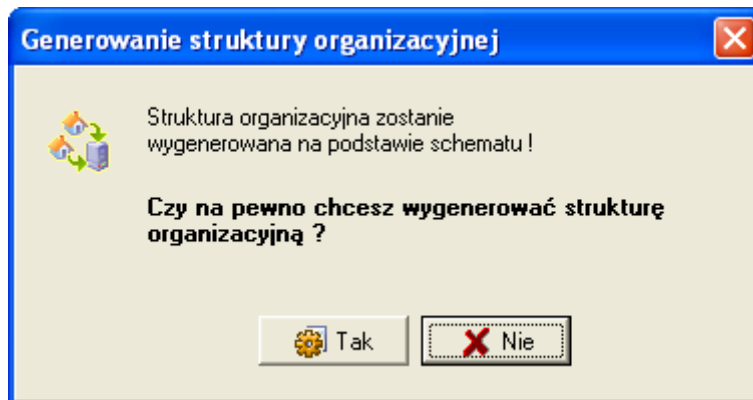 Generowanie struktury organizacyjnej
Struktura organizacyjna zostanie
wygenerowana na podstawie schematu !
Czy na pewno chcesz wygenerować strukturę
organizacyjną ?
Tak
Nie